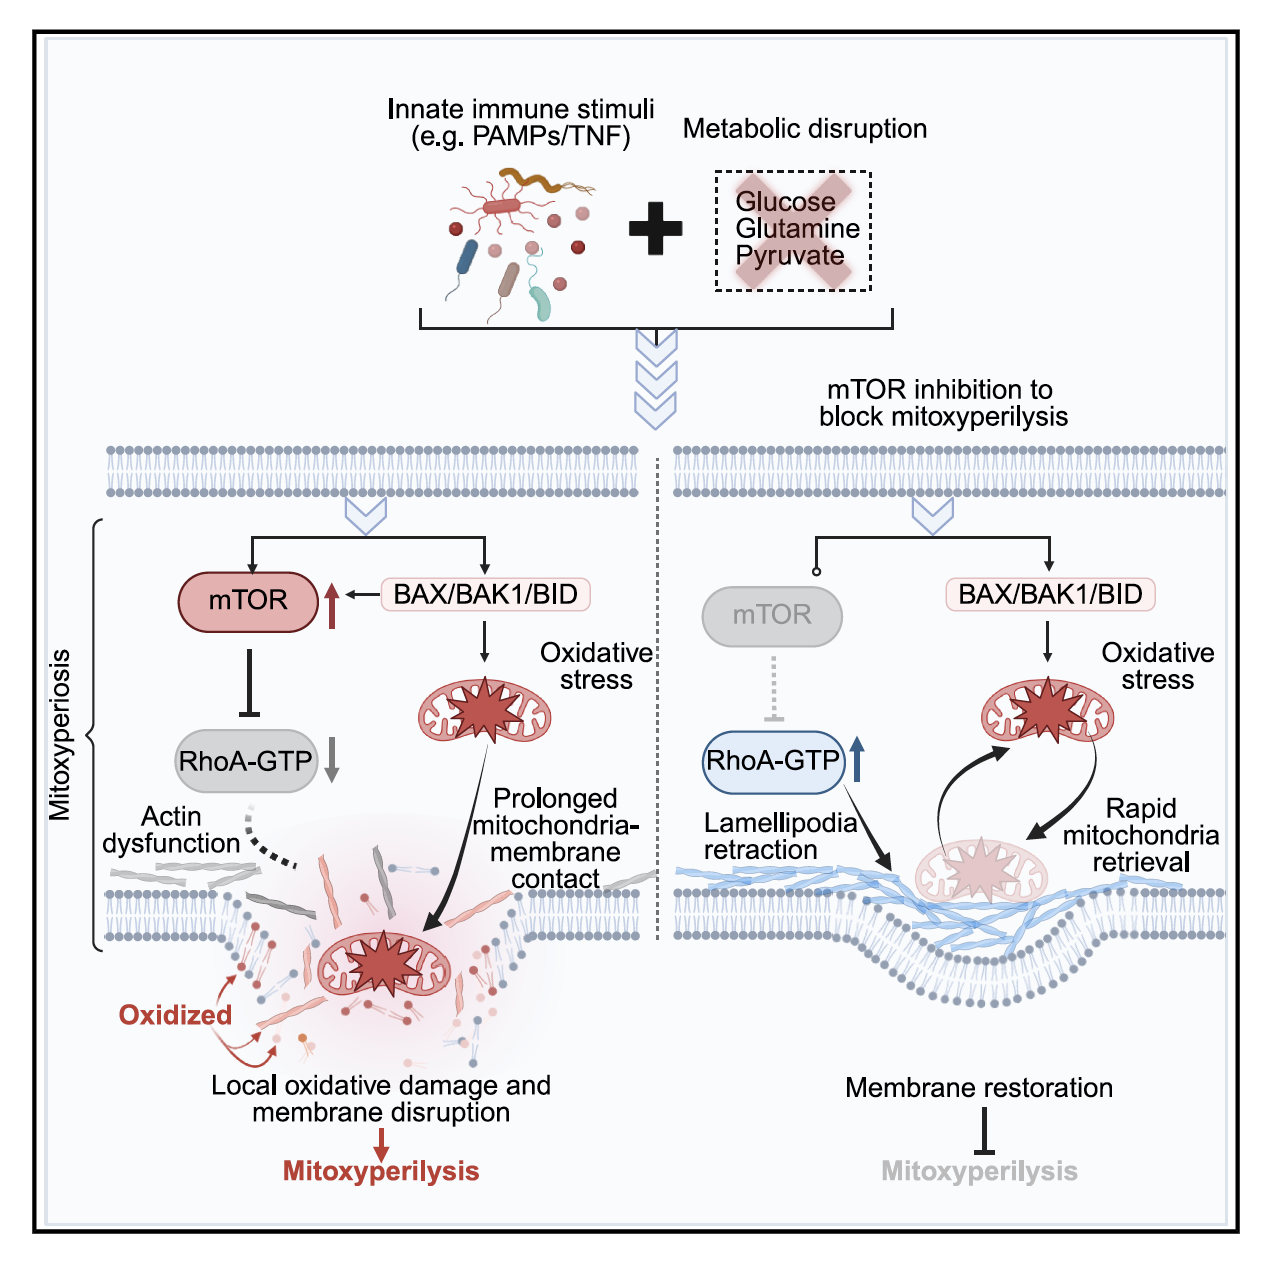 Innate immune stimuli
(e.g. PAMPs/TNF)
Metabolic disruption
Glucose
Glutamine
Pyruvate
mTOR inhibition to
block mitoxyperilysis
Mitoxyperiosis
mTOR
BAX/BAK1/BID
Oxidative
stress
RhoA-GTP
Actin
dysfunction
Prolonged
mitochondria-
membrane
contact
Oxidized
Local oxidative damage and
membrane disruption
Mitoxyperilysis
mTOR
BAX/BAK1/BID
Oxidative
stress
RhoA-GTP
Lamellipodia
retraction
Rapid
mitochondria
retrieval
Membrane restoration
Mitoxyperilysis